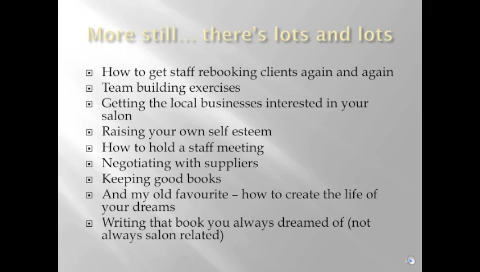 More still... there's lots and lots
How to get staff rebooking clients again and again
Team building exercises
Getting the local businesses interested in your
salon
Raising your own self esteem
How to hold a staff meeting
Negotiating with suppliers
Keeping good books
And my old favourite – how to create the life of
your dreams
Writing that book you always dreamed of (not
always salon related)